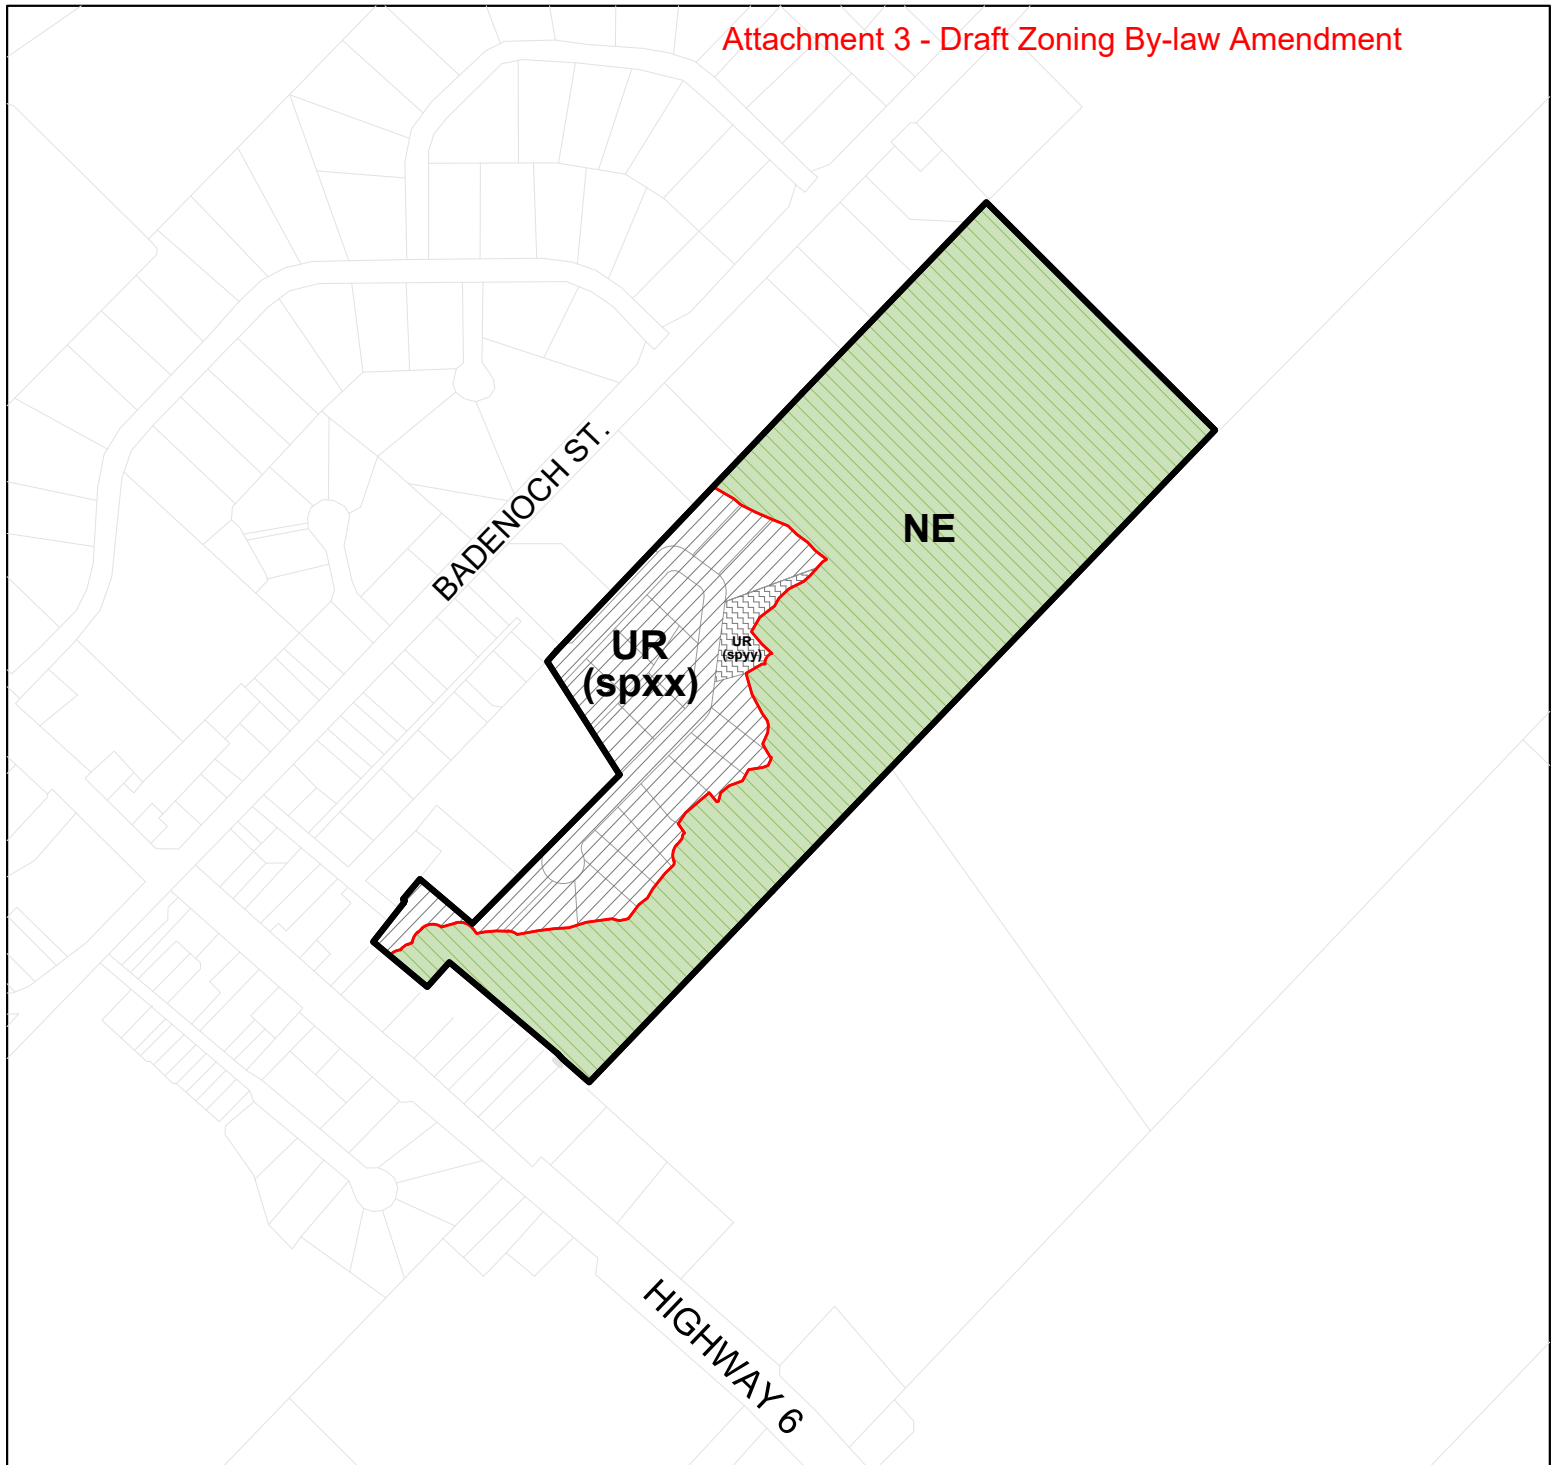 Attachment 3 - Draft Zoning By-law Amendment
BADENOCH ST.
NE
UR
(spxx)
UR
(spyy)
HIGHWAY 6